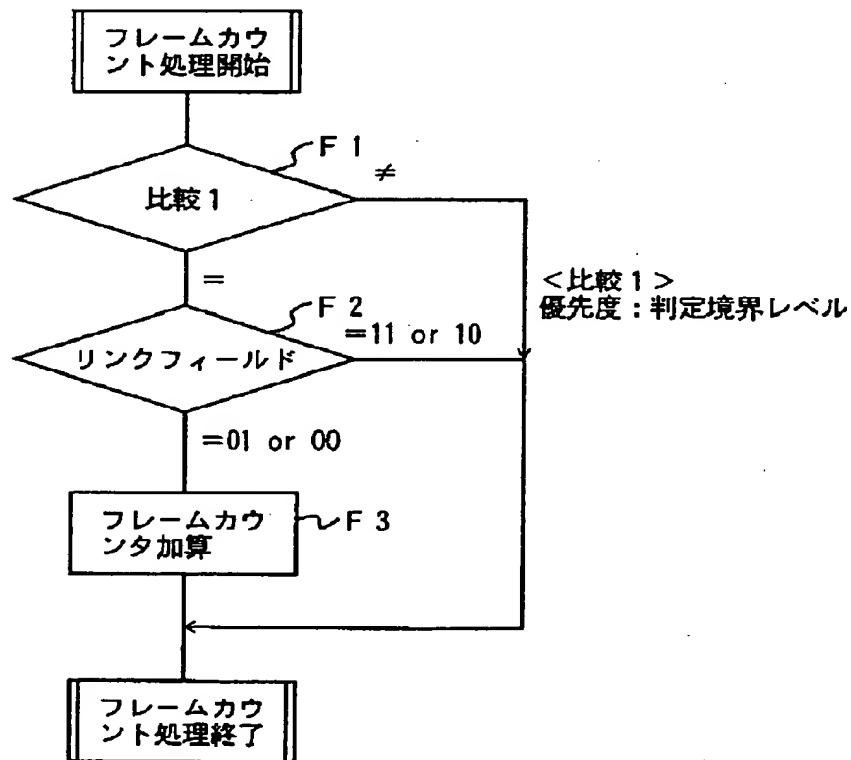 フレームカウ
ント処理開始
F 1
≠
比較1
=
<比較1>
優先度:判定境界レベル
F 2
=11 or 10
リンクフィールド
=01 or 00
フレームカウ
ンタ加算
F 3
フレームカウ
ント処理終了